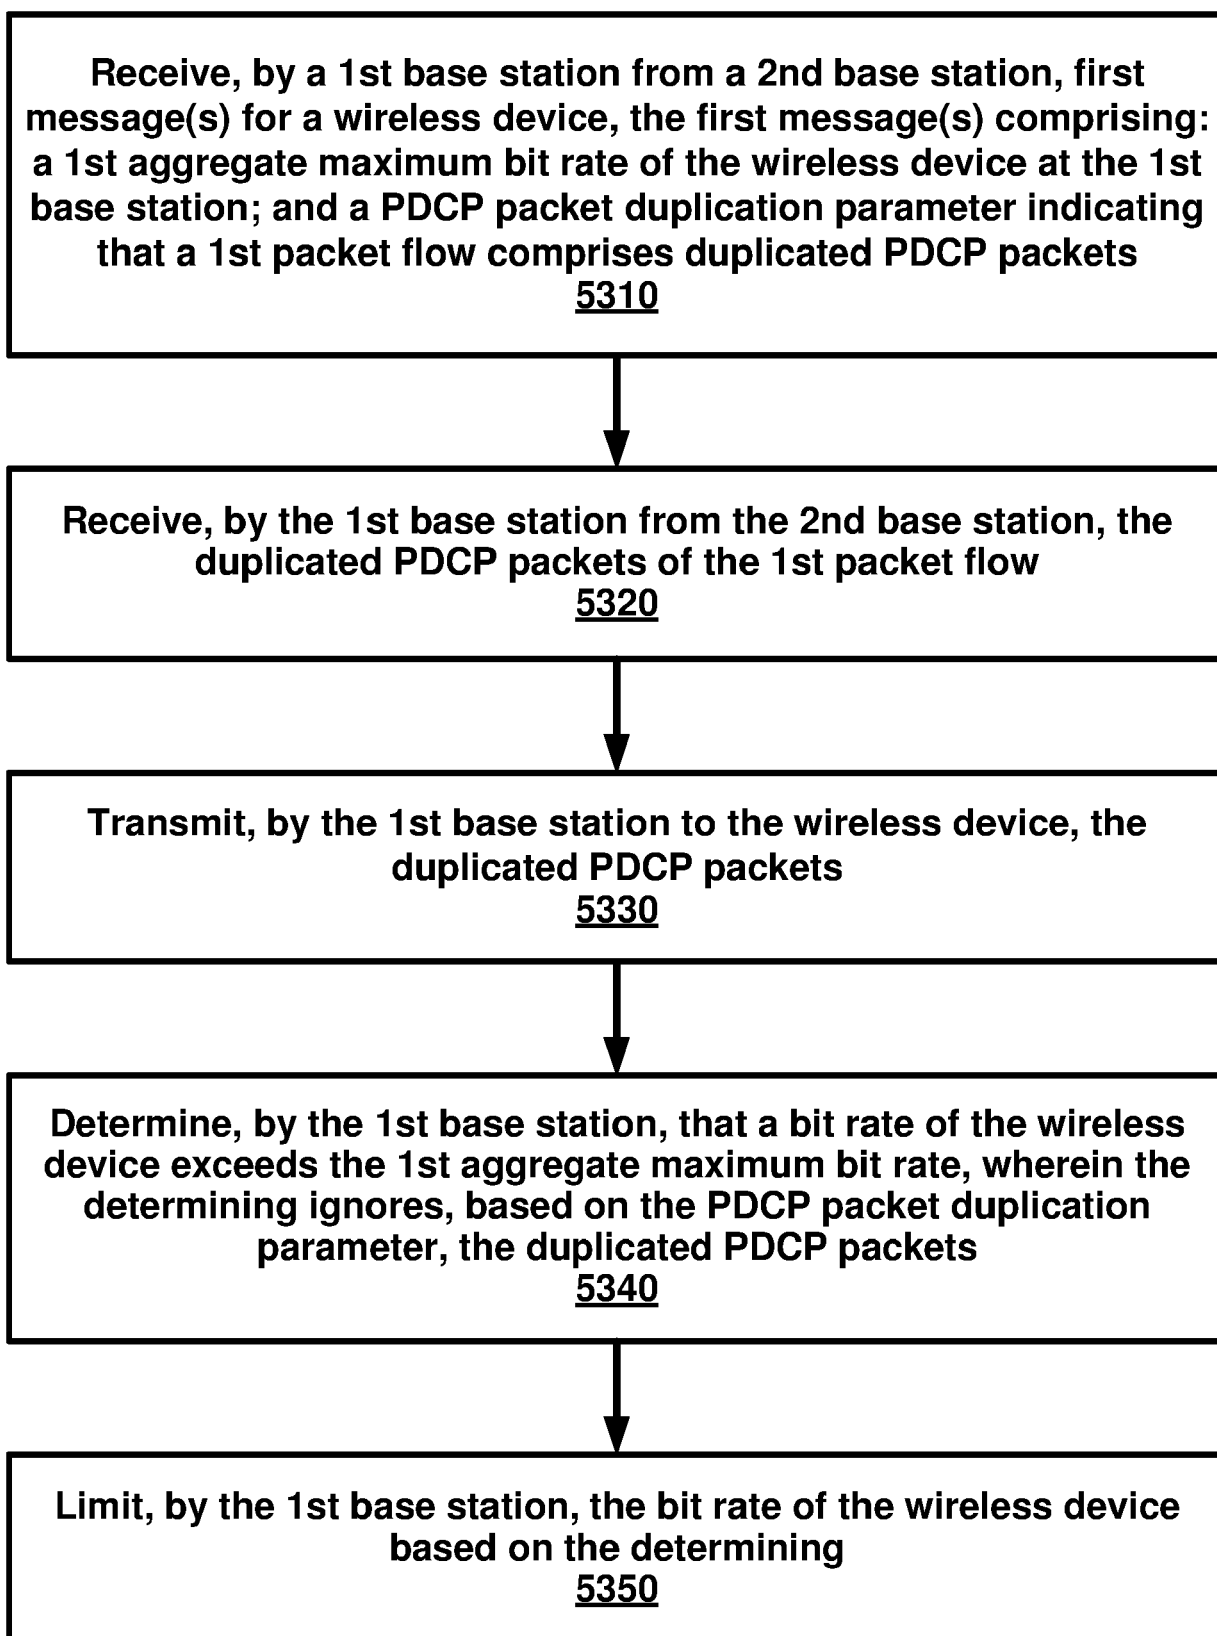 Receive, by a 1st base station from a 2nd base station, first
message(s) for a wireless device, the first message(s) comprising:
a 1st aggregate maximum bit rate of the wireless device at the 1st
base station; and a PDCP packet duplication parameter indicating
that a 1st packet flow comprises duplicated PDCP packets
5310
Receive, by the 1st base station from the 2nd base station, the
duplicated PDCP packets of the 1st packet flow
5320
Transmit, by the 1st base station to the wireless device, the
duplicated PDCP packets
5330
Determine, by the 1st base station, that a bit rate of the wireless
device exceeds the 1st aggregate maximum bit rate, wherein the
determining ignores, based on the PDCP packet duplication
parameter, the duplicated PDCP packets
5340
Limit, by the 1st base station, the bit rate of the wireless device
based on the determining
5350